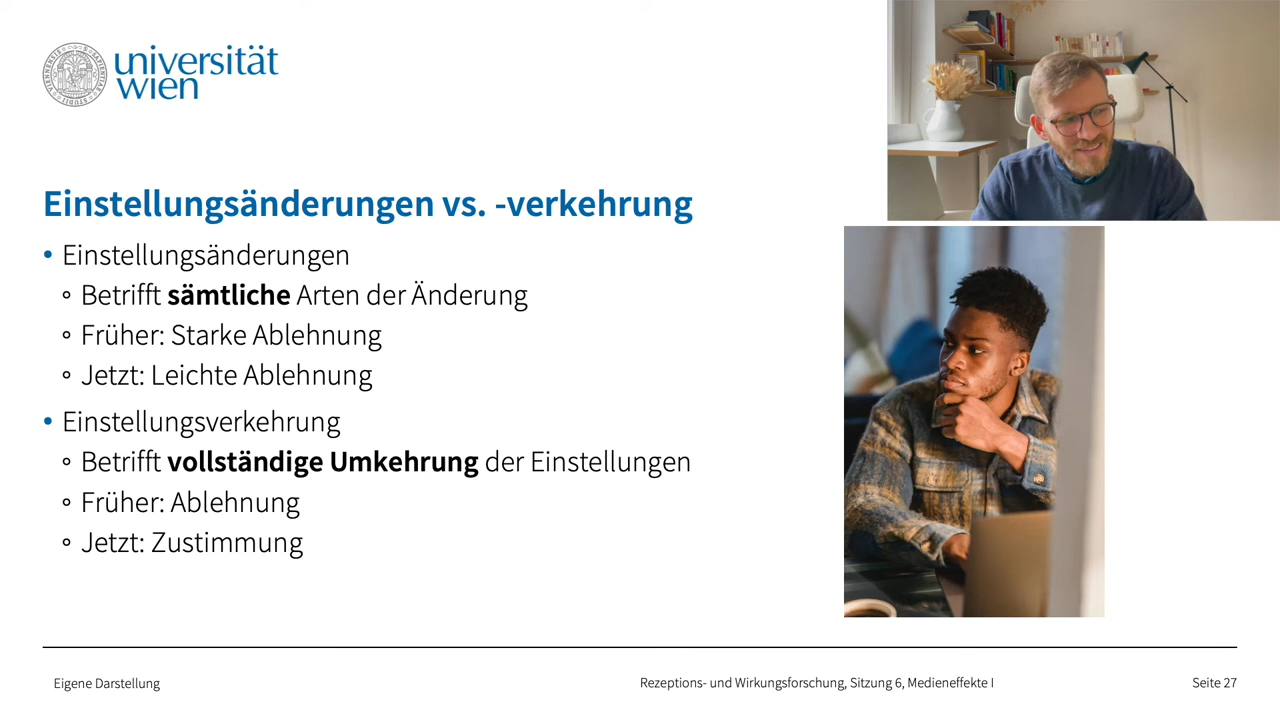 universität
wien
Einstellungsänderungen vs. -verkehrung
• Einstellungsänderungen
◦ Betrifft sämtliche Arten der Änderung
◦ Früher: Starke Ablehnung
◦ Jetzt: Leichte Ablehnung
• Einstellungsverkehrung
◦ Betrifft vollständige Umkehrung der Einstellungen
◦ Früher: Ablehnung
◦ Jetzt: Zustimmung
Eigene Darstellung
Rezeptions- und Wirkungsforschung, Sitzung 6, Medieneffekte I
Seite 27